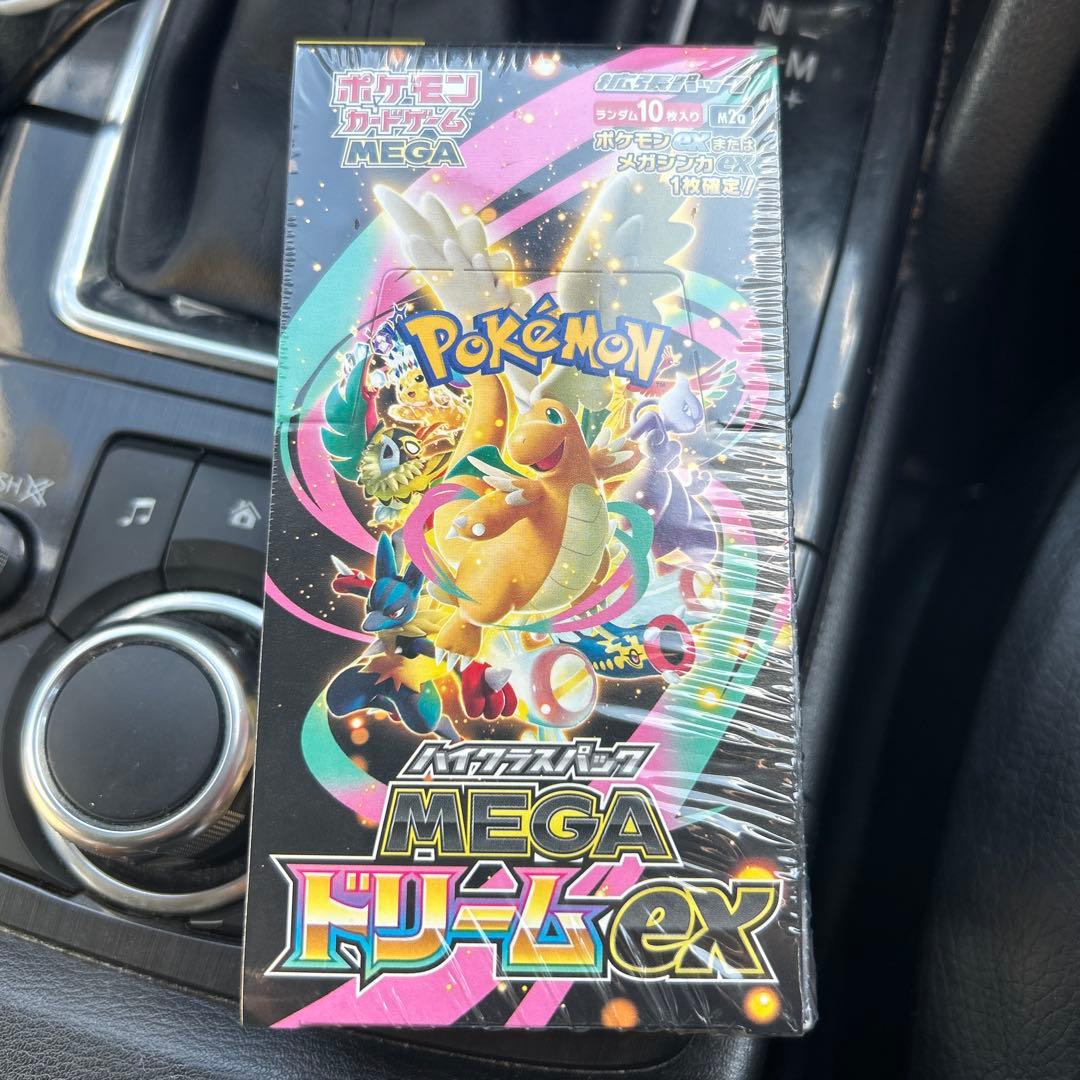 ポケモン
カードゲーム
MEGA
拡張パック
ランダム10枚入り M2a
ポケモンexまたは
メガシンカex
1枚確定!
POKéMON
TM
ハイクラスパック
MEGA
ドリームex
N
M
+